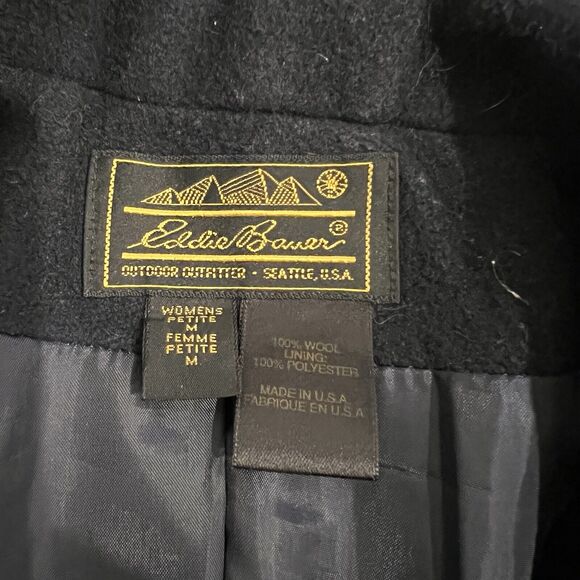 Eddie Bauer ®
OUTDOOR OUTFITTER - SEATTLE, U.S.A.
WOMENS
PETITE
M
FEMME
PETITE
M
100% WOOL
LINING:
100% POLYESTER
MADE IN U.S.A.
FABRIQUE EN U.S.A